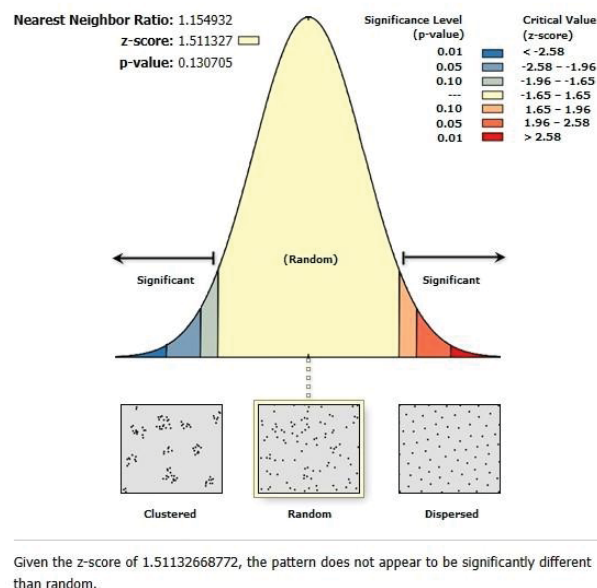 Nearest Neighbor Ratio: 1.154932
z-score: 1.511327
p-value: 0.130705
Significance Level
(p-value)
Critical Value
(z-score)
0.01 < -2.58
0.05 -2.58 – -1.96
0.10 -1.96 – -1.65
--- -1.65 – 1.65
0.10 1.65 – 1.96
0.05 1.96 – 2.58
0.01 > 2.58
Significant
(Random)
Significant
Clustered
Random
Dispersed
Given the z-score of 1.51132668772, the pattern does not appear to be significantly different
than random.